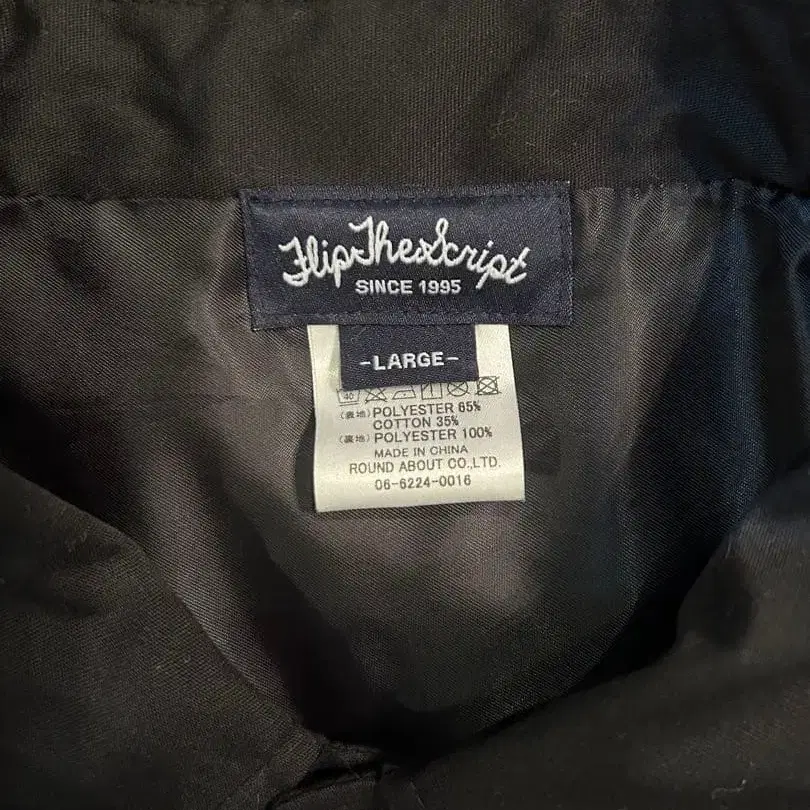 FlipTheScript
SINCE 1995
-LARGE-
40
(表地) POLYESTER 65%
COTTON 35%
(裏地) POLYESTER 100%
MADE IN CHINA
ROUND ABOUT CO.,LTD.
06-6224-0016